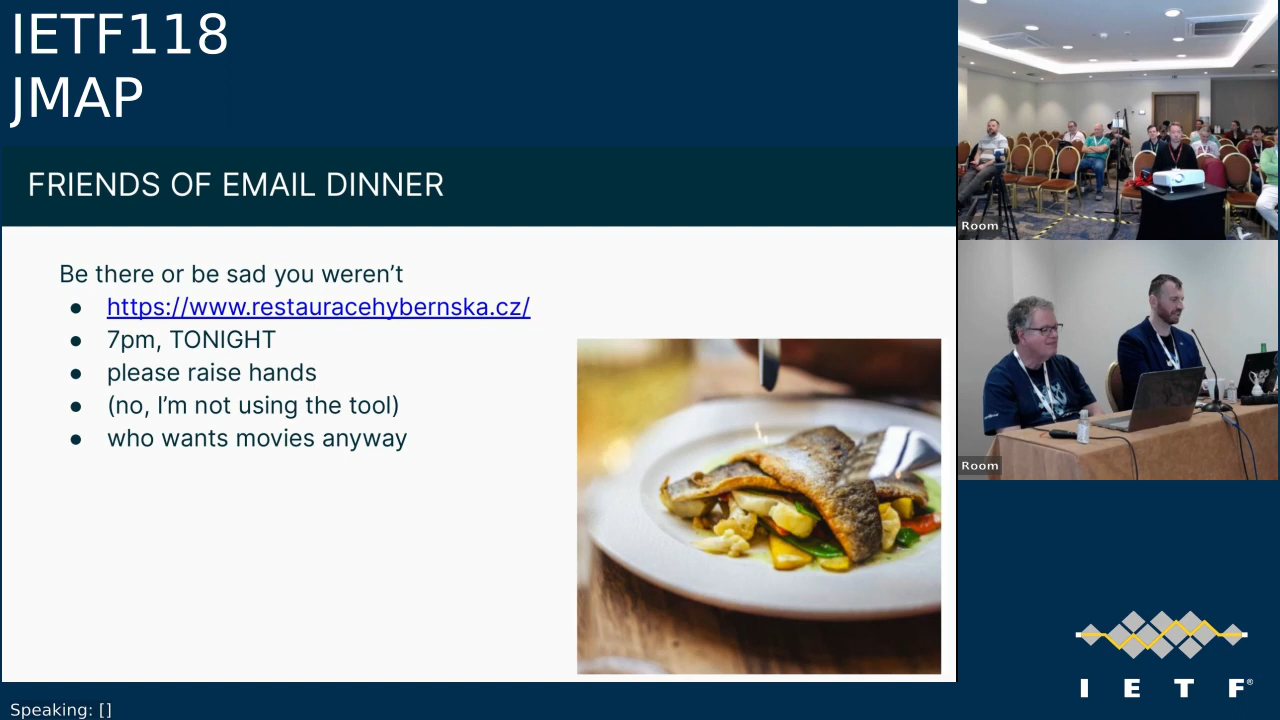 IETF118
JMAP
FRIENDS OF EMAIL DINNER
Be there or be sad you weren’t
● https://www.restauracehybernska.cz/
● 7pm, TONIGHT
● please raise hands
● (no, I’m not using the tool)
● who wants movies anyway
Room
Room
I E T F®
Speaking: []